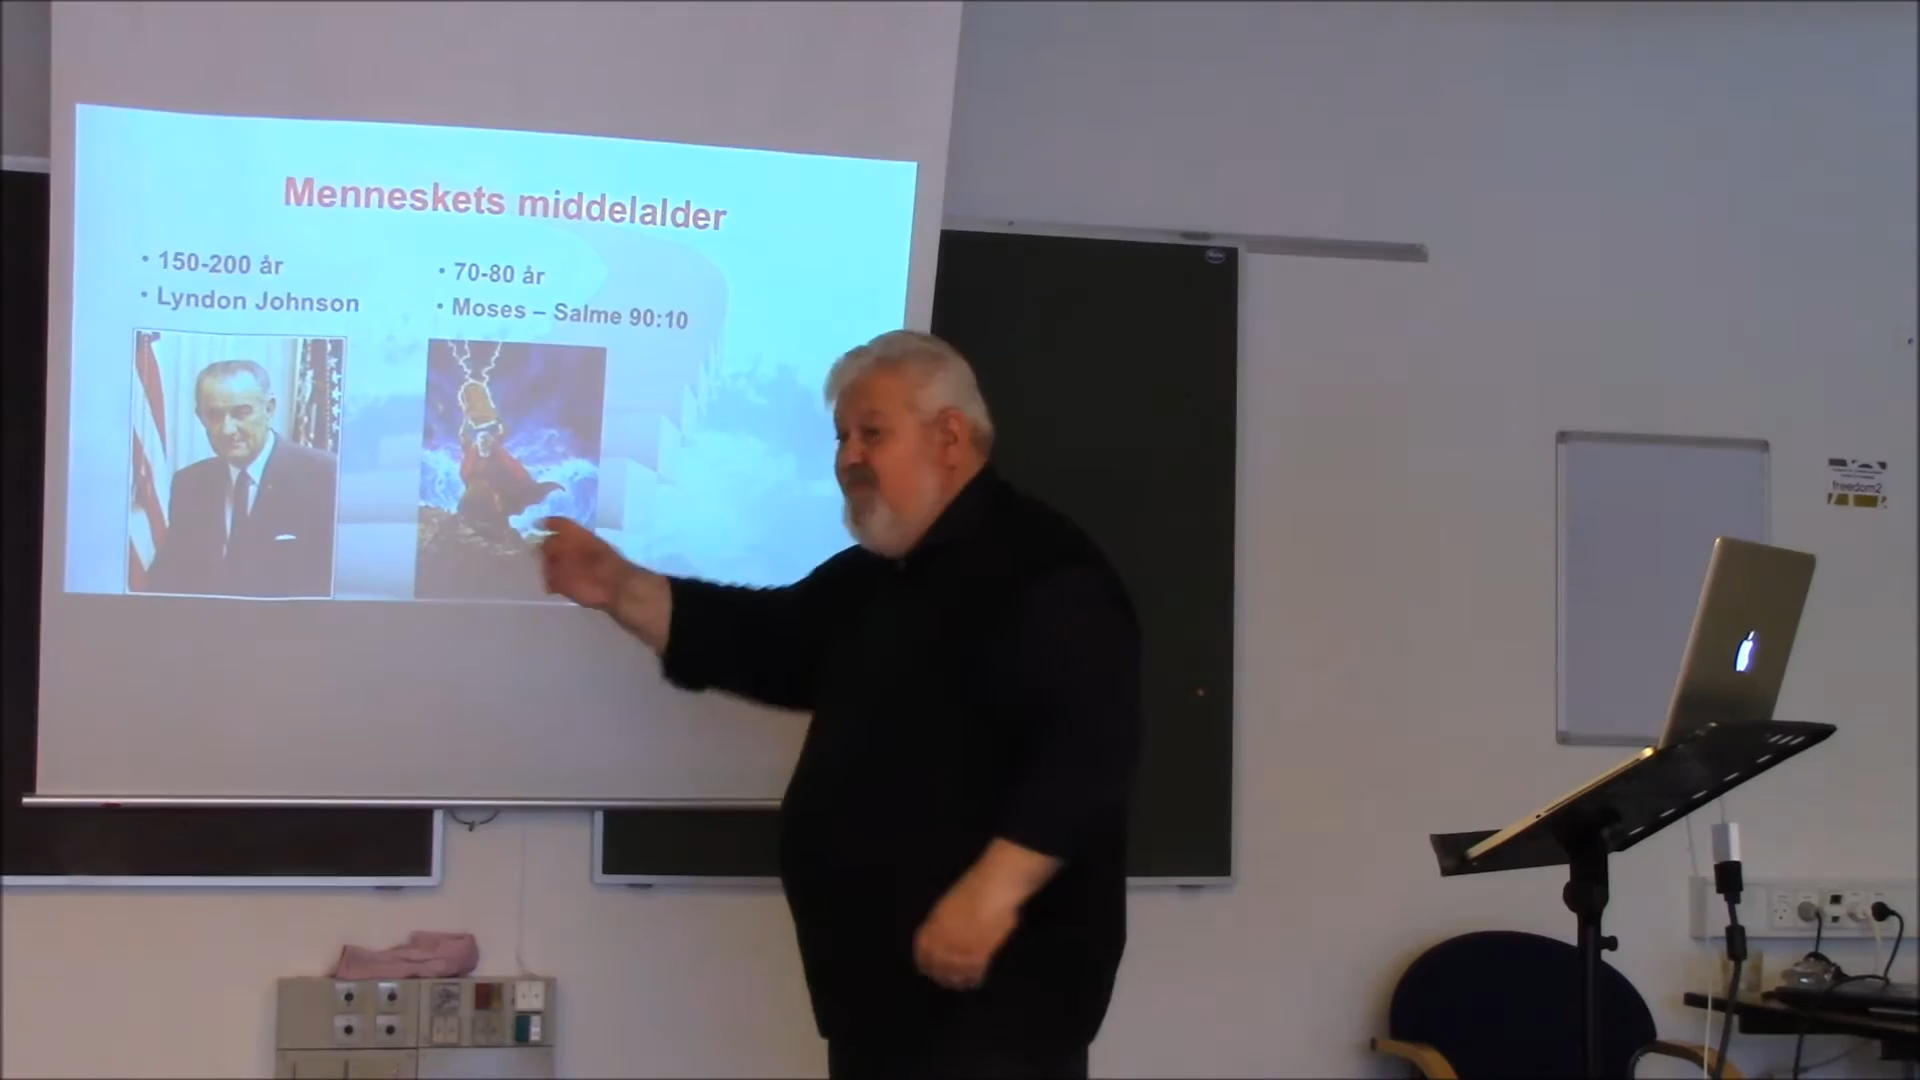 Menneskets middelalder
• 150-200 år
• Lyndon Johnson
• 70-80 år
• Moses – Salme 90:10
freedom2